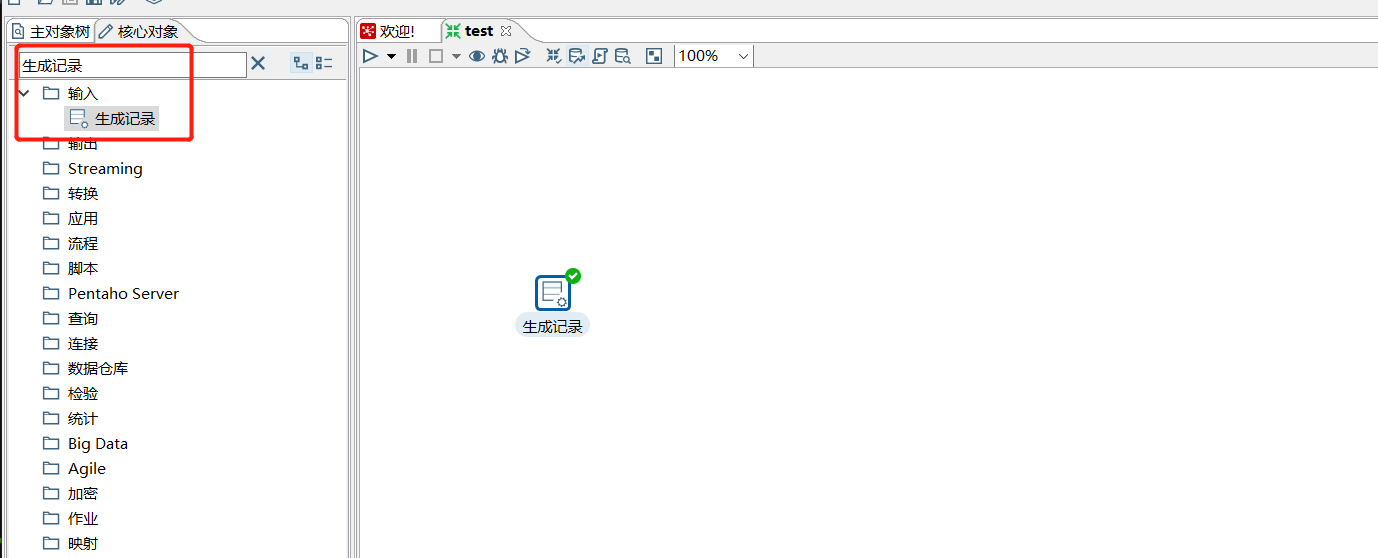 主对象树
核心对象
生成记录
输入
生成记录
输出
Streaming
转换
应用
流程
脚本
Pentaho Server
查询
连接
数据仓库
检验
统计
Big Data
Agile
加密
作业
映射
欢迎!
test
100%
生成记录